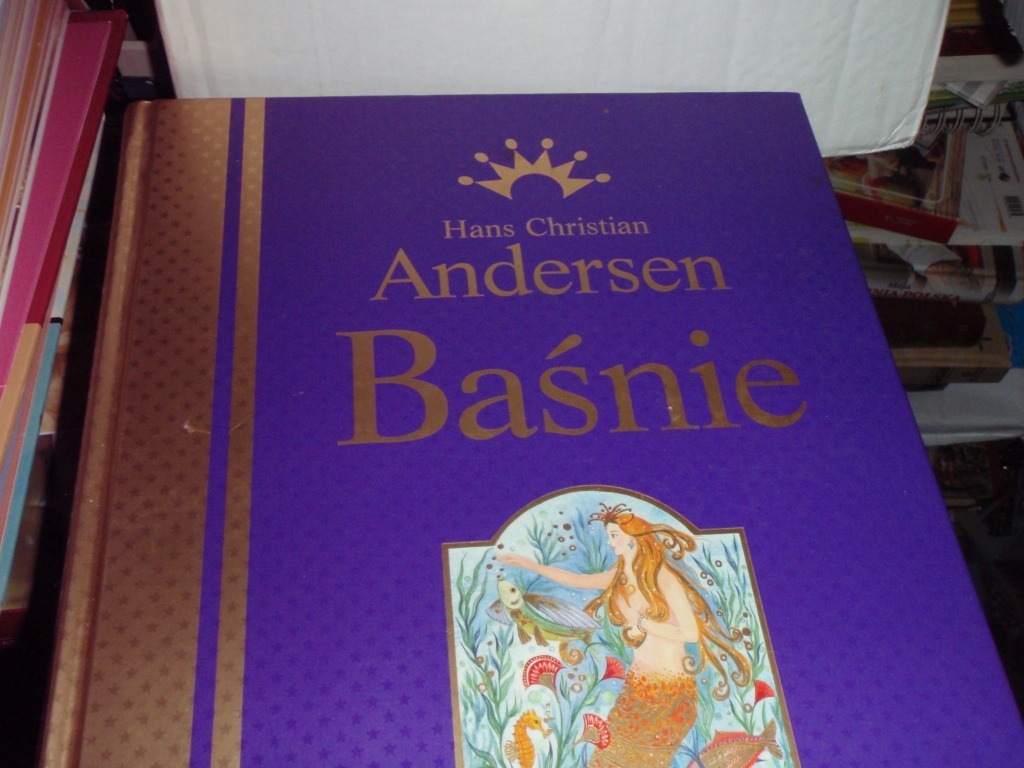 Hans Christian
Andersen
Baśnie